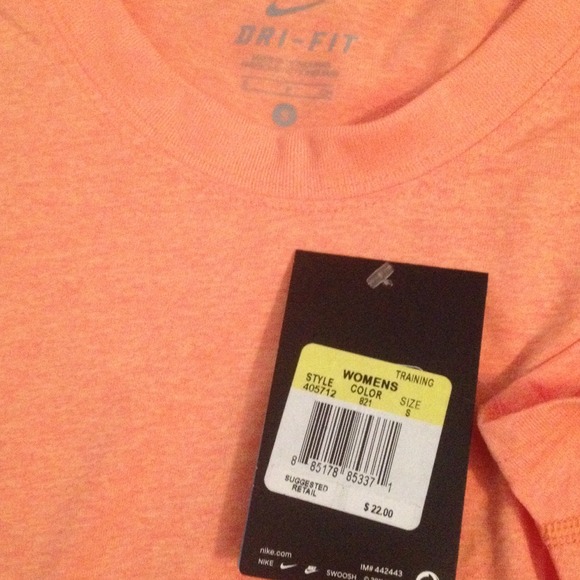 DRI-FIT
S
WOMENS TRAINING
STYLE COLOR SIZE
405712 821 S
8 85178 85337 1
SUGGESTED
RETAIL
$ 22.00
nike.com IM# 442443
NIKE SWOOSH